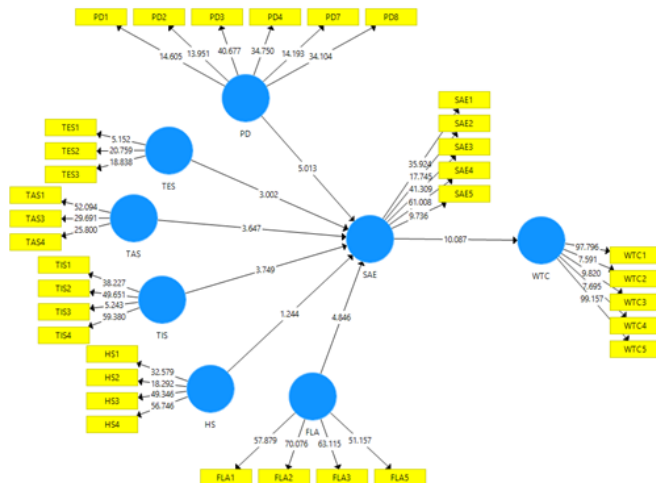 PD1 PD2 PD3 PD4 PD7 PD8
14.605 13.951 40.677 34.750 14.193 34.104
PD
TES1
TES2
TES3
5.152
20.759
18.838
TES
5.013
3.002
SAE1
SAE2
SAE3
SAE4
SAE5
35.924
17.745
41.309
61.008
9.736
TAS1
TAS3
TAS4
52.094
29.691
25.800
TAS
3.647
SAE
10.087
WTC
97.796
7.591
9.820
7.695
99.157
WTC1
WTC2
WTC3
WTC4
WTC5
TIS1
TIS2
TIS3
TIS4
38.227
49.651
5.243
59.380
TIS
3.749
1.244
4.846
HS1
HS2
HS3
HS4
32.579
18.292
49.346
56.746
HS
FLA
57.879 70.076 63.115 51.157
FLA1 FLA2 FLA3 FLA5